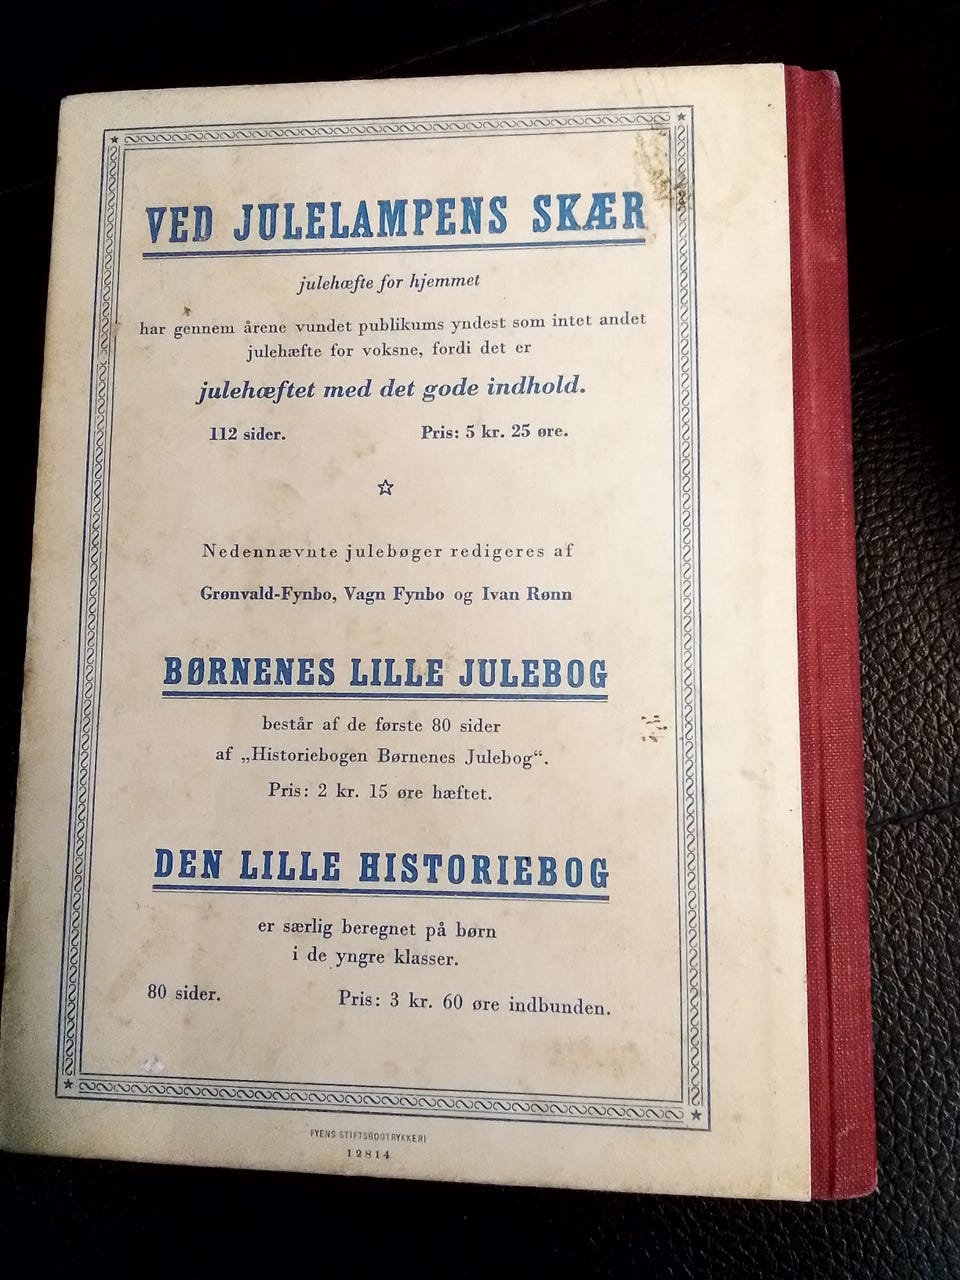 VED JULELAMPENS SKÆR
julehæfte for hjemmet
har gennem årene vundet publikums yndest som intet andet
julehæfte for voksne, fordi det er
julehæftet med det gode indhold.
112 sider. Pris: 5 kr. 25 øre.
Nedennævnte julebøger redigeres af
Grønvald-Fynbo, Vagn Fynbo og Ivan Rønn
BØRNENES LILLE JULEBOG
består af de første 80 sider
af „Historiebogen Børnenes Julebog“.
Pris: 2 kr. 15 øre hæftet.
DEN LILLE HISTORIEBOG
er særlig beregnet på børn
i de yngre klasser.
80 sider. Pris: 3 kr. 60 øre indbunden.
FYENS STIFTSBOGTRYKKERI
12814